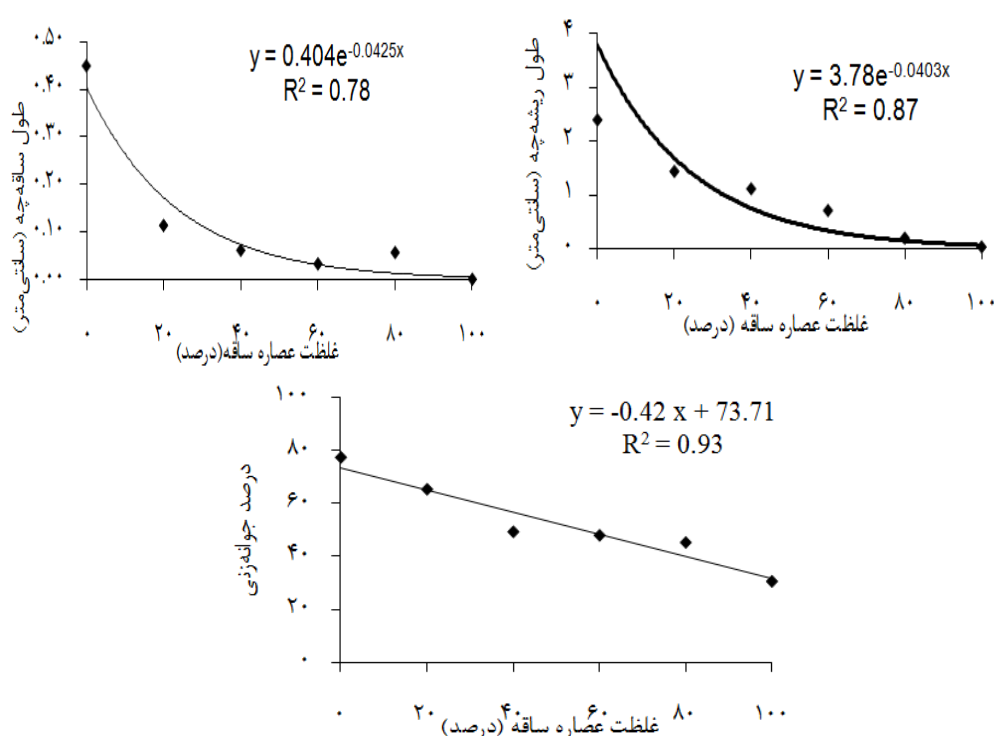 y = 0.404e^-0.0425x
R² = 0.78
طول ساقه‌چه (سانتی‌متر)
۰.۵۰
۰.۴۰
۰.۳۰
۰.۲۰
۰.۱۰
۰.۰۰
۰ ۲۰ ۴۰ ۶۰ ۸۰ ۱۰۰
غلظت عصاره ساقه(درصد)
y = 3.78e^-0.0403x
R² = 0.87
طول ریشه‌چه (سانتی‌متر)
۴
۳
۲
۱
۰
۰ ۲۰ ۴۰ ۶۰ ۸۰ ۱۰۰
غلظت عصاره ساقه (درصد)
y = -0.42 x + 73.71
R² = 0.93
درصد جوانه‌زنی
۱۰۰
۸۰
۶۰
۴۰
۲۰
۰
۰ ۲۰ ۴۰ ۶۰ ۸۰ ۱۰۰
غلظت عصاره ساقه (درصد)